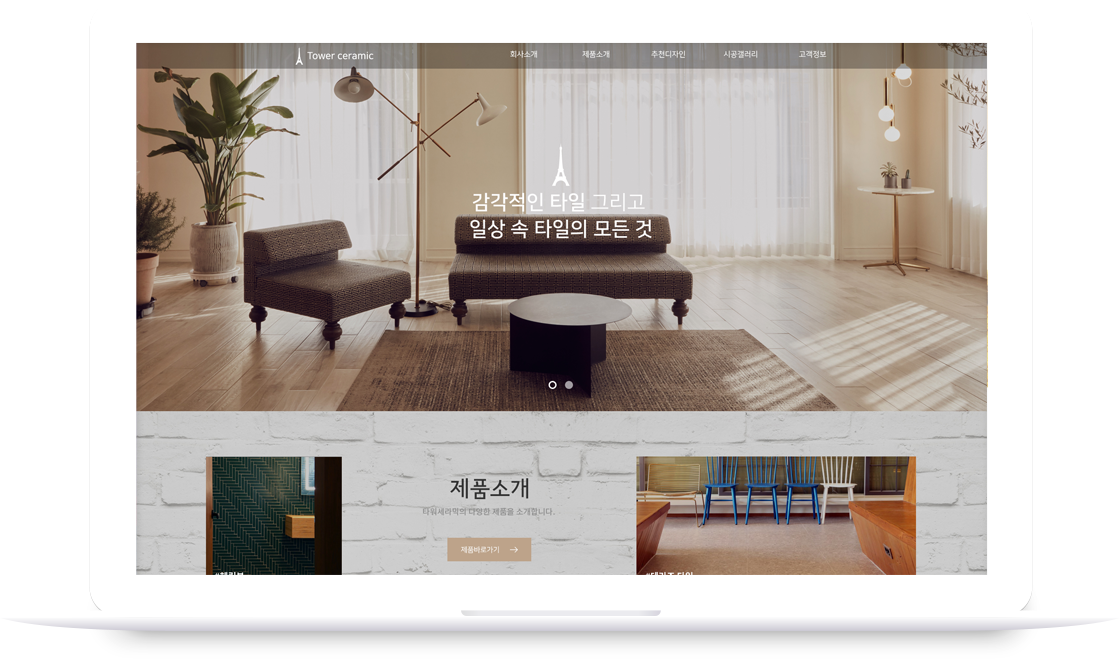 Tower ceramic
회사소개
제품소개
추천디자인
시공갤러리
고객정보
감각적인 타일 그리고
일상 속 타일의 모든 것
제품소개
타워세라믹의 다양한 제품을 소개합니다.
제품바로가기